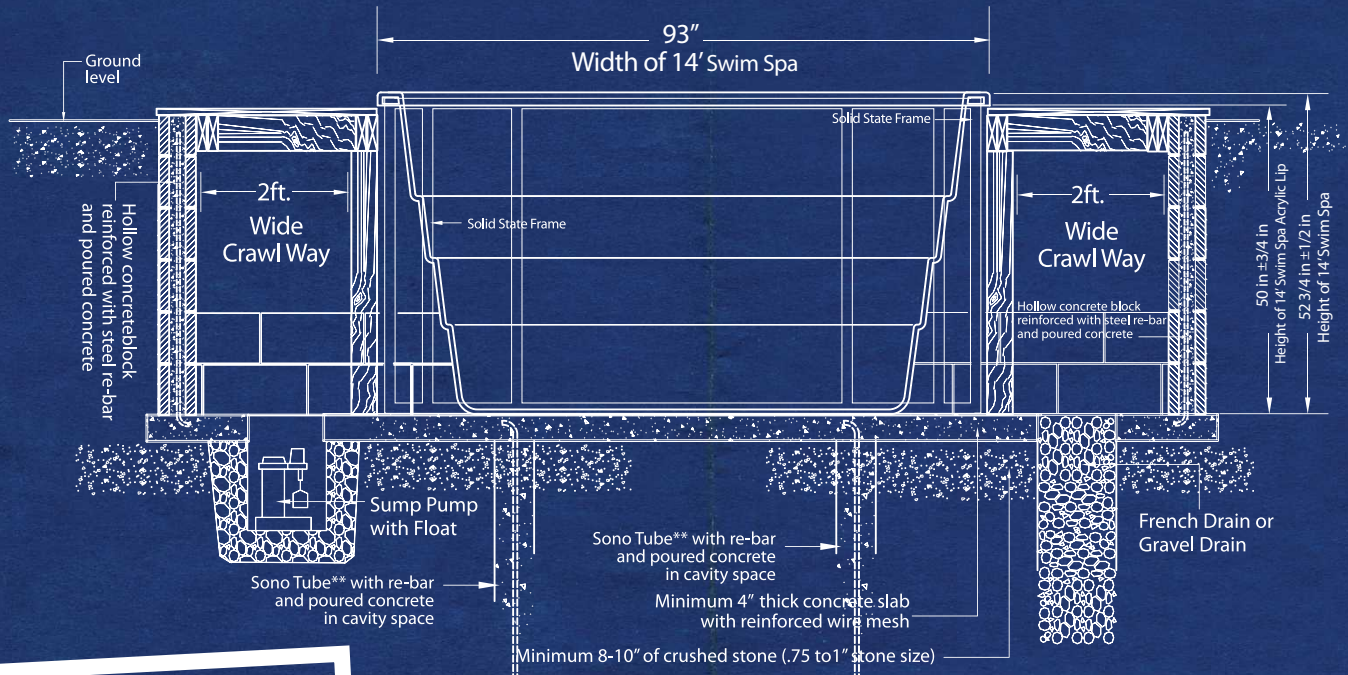 93”
Width of 14’ Swim Spa
Ground
level
Solid State Frame
2ft.
Wide
Crawl Way
Solid State Frame
2ft.
Wide
Crawl Way
Hollow concreteblock
reinforced with steel re-bar
and poured concrete
Hollow concrete block
reinforced with steel re-bar
and poured concrete
50 in ±3/4 in
Height of 14’ Swim Spa Acrylic Lip
52 3/4 in ±1/2 in
Height of 14’ Swim Spa
Sump Pump
with Float
Sono Tube** with re-bar
and poured concrete
in cavity space
Sono Tube** with re-bar
and poured concrete
in cavity space
French Drain or
Gravel Drain
Minimum 4” thick concrete slab
with reinforced wire mesh
Minimum 8-10” of crushed stone (.75 to1” stone size)